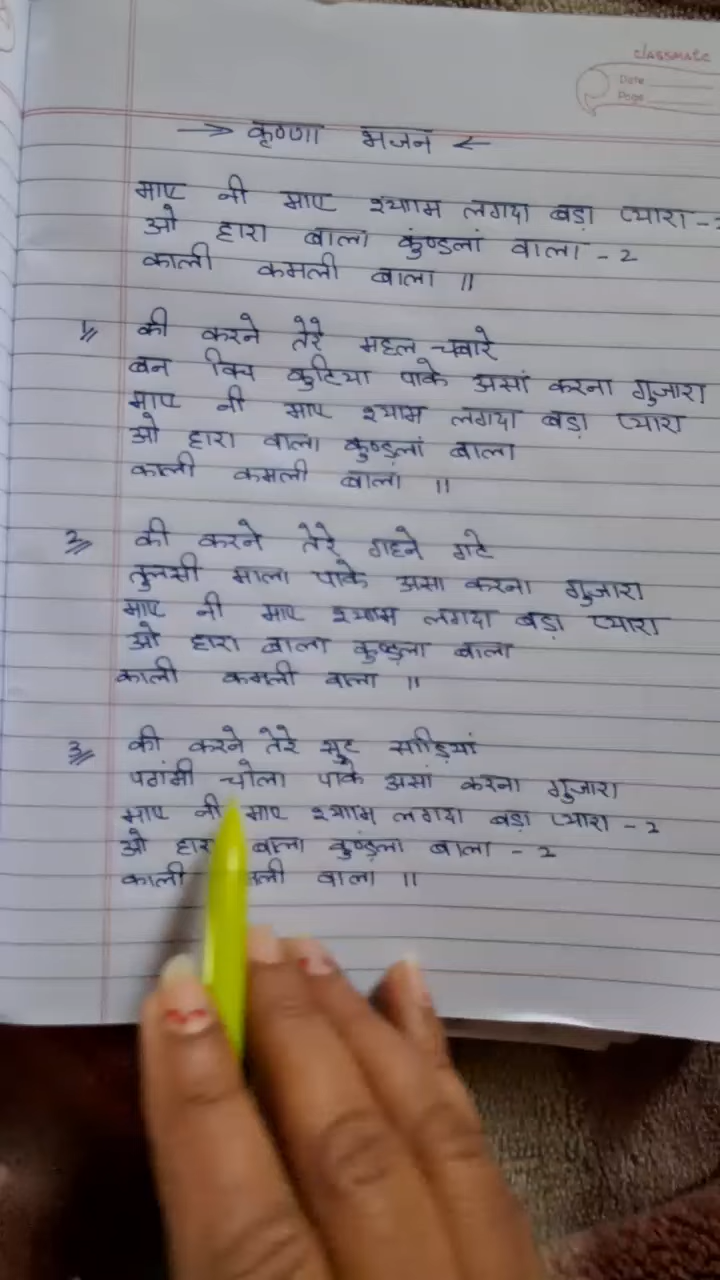 classmate
Date
Page
→ कृष्णा भजन ←
माए नी माए श्याम लगदा बड़ा प्यारा -2
ओ हारा वाला कुंण्डलां वाला - 2
काली कमली वाला ॥
1, की करने तेरे महल चबारे
बन विच कुटिया पाके असां करना गुजारा
माए नी माए श्याम लगदा बड़ा प्यारा
ओ हारा वाला कुण्डलां वाला
काली कमली वाला ॥
2, की करने तेरे गहने गटे
तुलसी माला पाके असा करना गुजारा
माए नी माए श्याम लगदा बड़ा प्यारा
ओ हारा वाला कुण्डला वाला
काली कमली वाला ॥
3, की करने तेरे सूट साड़ियां
चोला पाके असां करना गुजारा
माए नी माए श्याम लगदा बड़ा प्यारा - 2
ओ हारा वाला कुण्डंला वाला - 2
काली वाला ॥